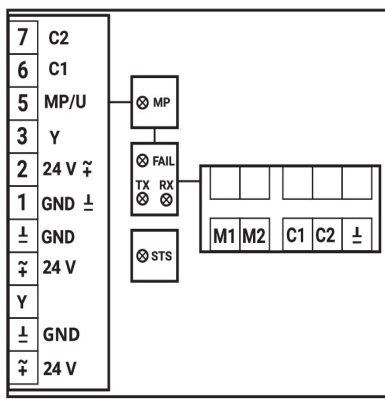 7 C2
6 C1
5 MP/U
3 Y
2 24 V ⏦
1 GND ⊥
⊥ GND
⏦ 24 V
Y
⊥ GND
⏦ 24 V
MP
FAIL
TX RX
STS
M1 M2 C1 C2 ⊥